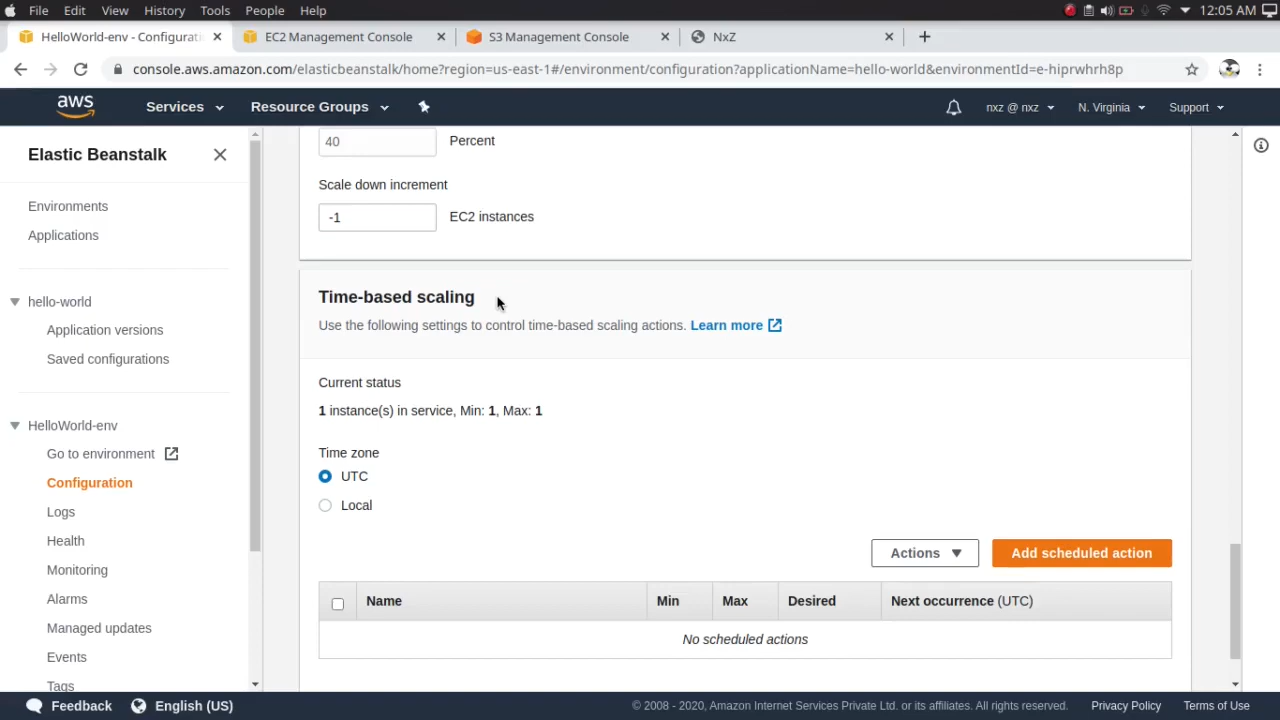 File Edit View History Tools People Help 12:05 AM
HelloWorld-env - Configurati EC2 Management Console S3 Management Console NxZ
console.aws.amazon.com/elasticbeanstalk/home?region=us-east-1#/environment/configuration?applicationName=hello-world&environmentId=e-hiprwhrh8p
aws Services Resource Groups nxz @ nxz N. Virginia Support
Elastic Beanstalk
Environments
Applications
hello-world
Application versions
Saved configurations
HelloWorld-env
Go to environment
Configuration
Logs
Health
Monitoring
Alarms
Managed updates
Events
Tags
40 Percent
Scale down increment
-1 EC2 instances
Time-based scaling
Use the following settings to control time-based scaling actions. Learn more
Current status
1 instance(s) in service, Min: 1, Max: 1
Time zone
UTC
Local
Actions Add scheduled action
Name Min Max Desired Next occurrence (UTC)
No scheduled actions
Feedback English (US) © 2008 - 2020, Amazon Internet Services Private Ltd. or its affiliates. All rights reserved. Privacy Policy Terms of Use